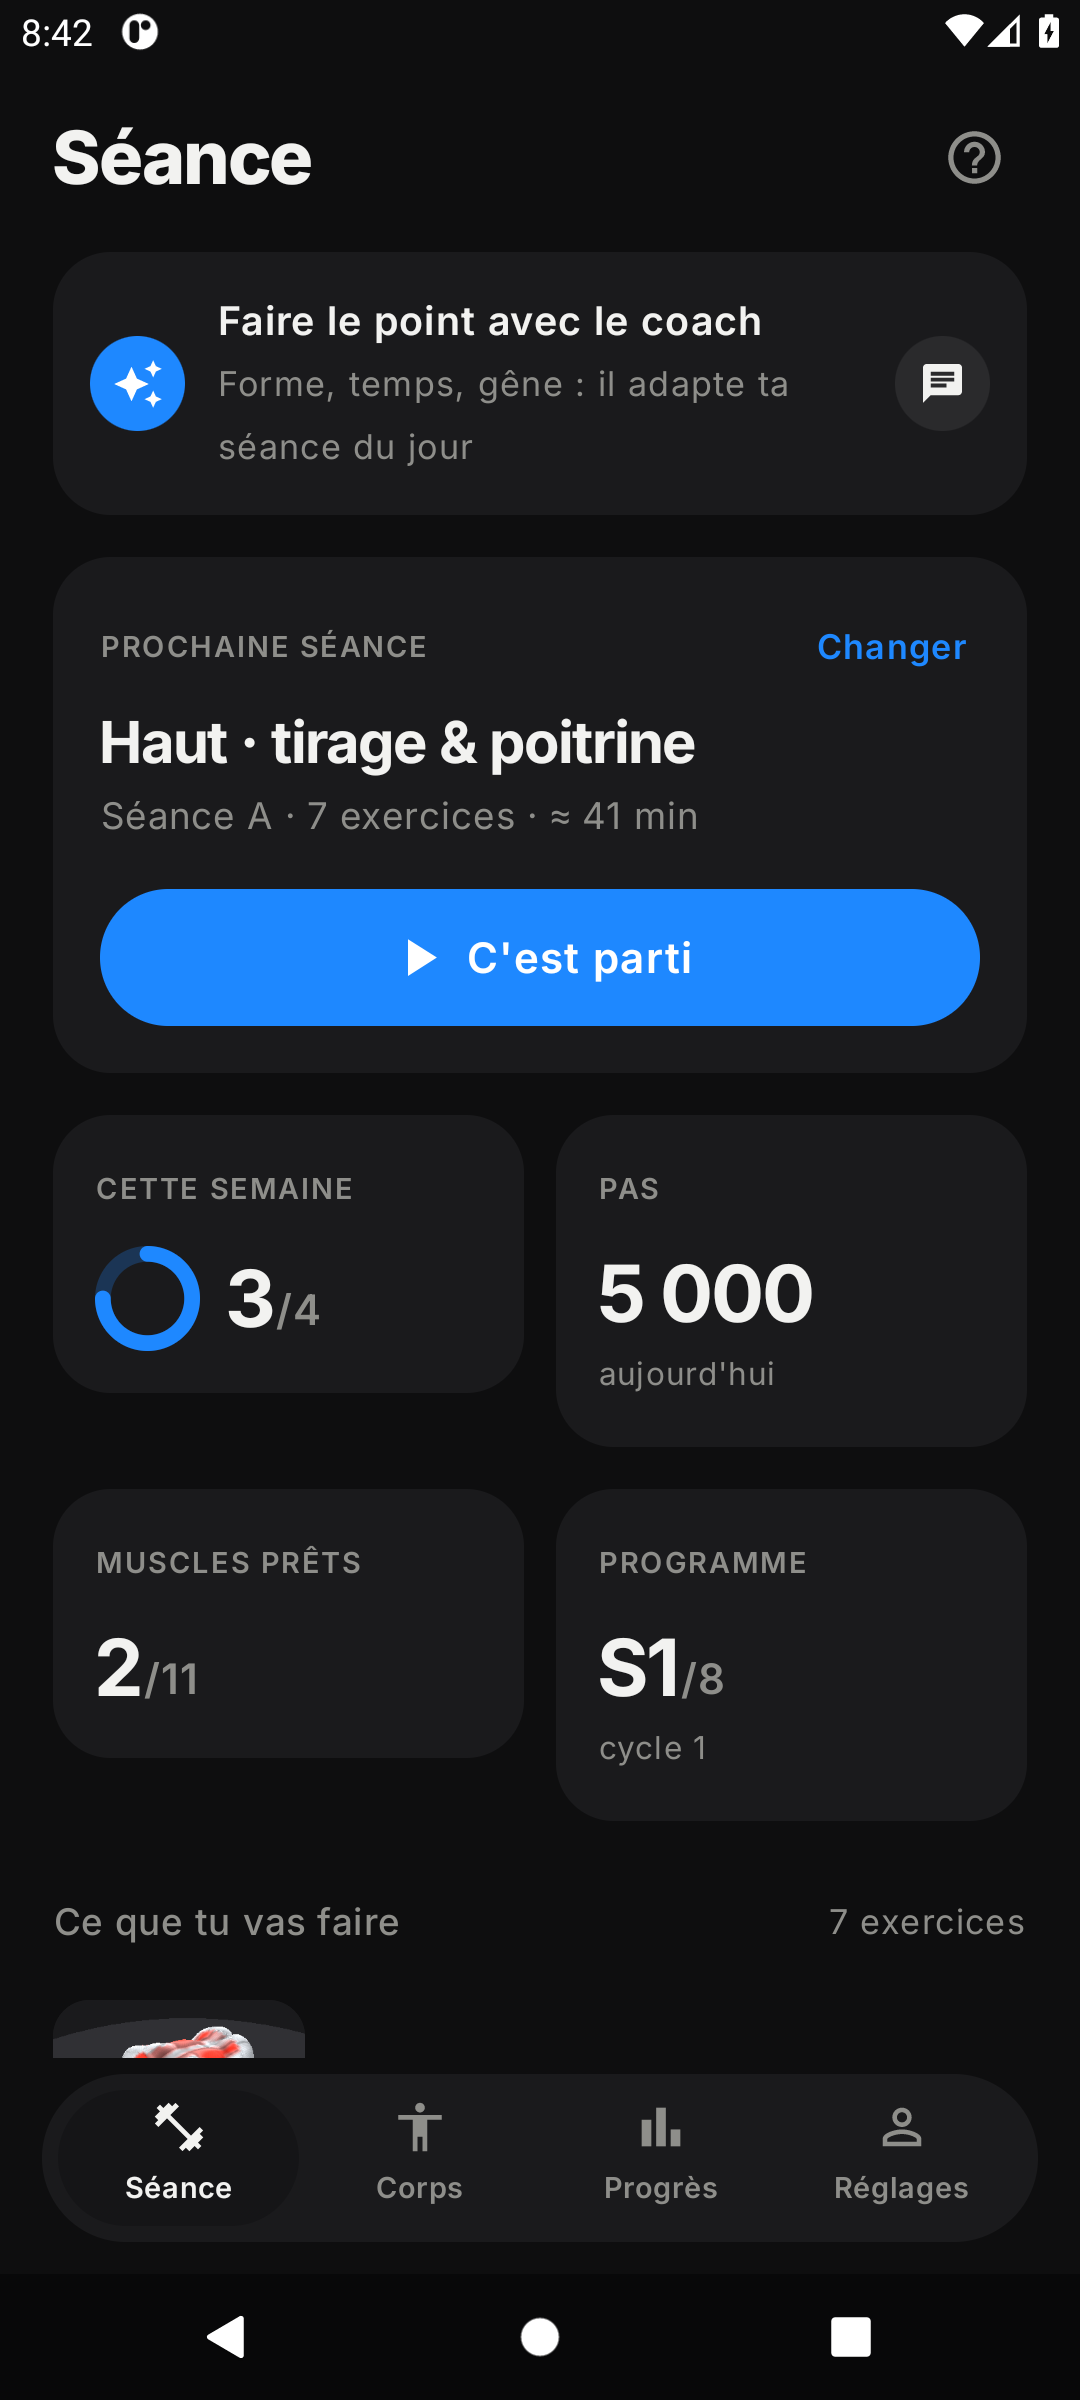 8:42
Séance
Faire le point avec le coach
Forme, temps, gêne : il adapte ta
séance du jour
PROCHAINE SÉANCE
Changer
Haut · tirage & poitrine
Séance A · 7 exercices · ≈ 41 min
C'est parti
CETTE SEMAINE
3/4
PAS
5 000
aujourd'hui
MUSCLES PRÊTS
2/11
PROGRAMME
S1/8
cycle 1
Ce que tu vas faire
7 exercices
Séance
Corps
Progrès
Réglages